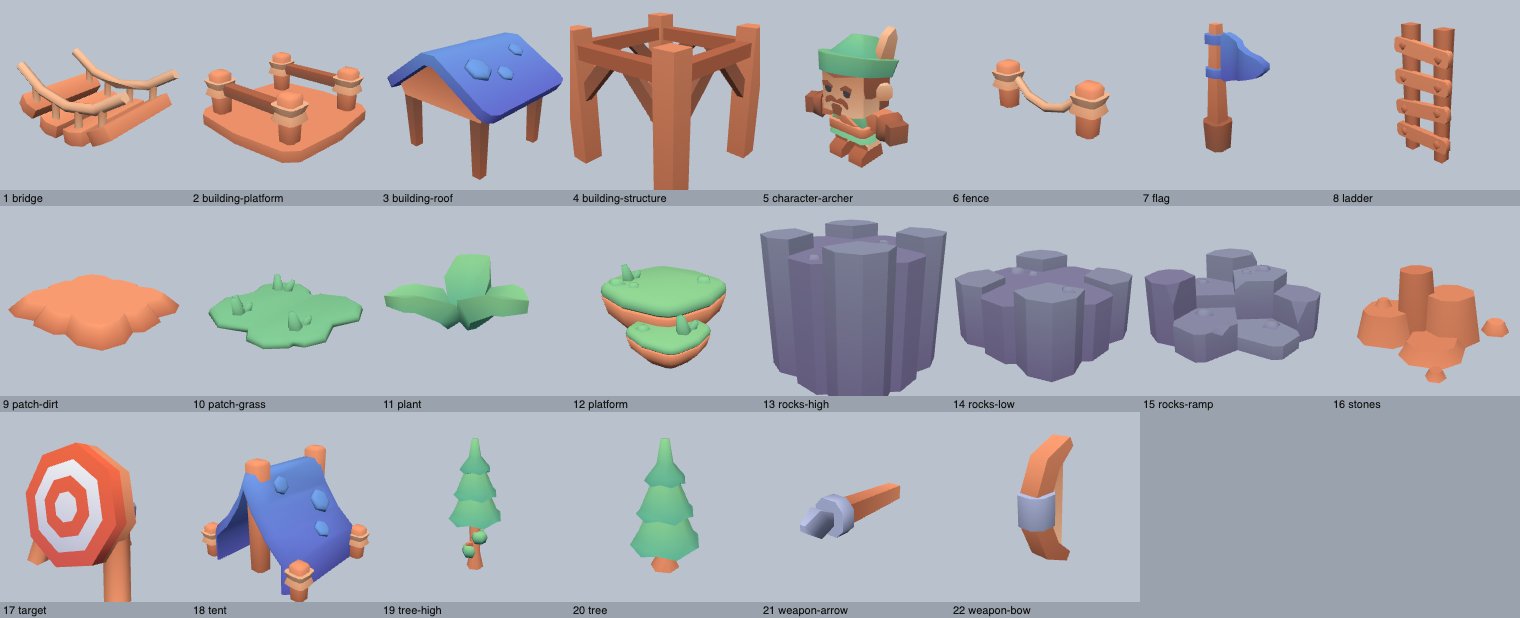 1 bridge
2 building-platform
3 building-roof
4 building-structure
5 character-archer
6 fence
7 flag
8 ladder
9 patch-dirt
10 patch-grass
11 plant
12 platform
13 rocks-high
14 rocks-low
15 rocks-ramp
16 stones
17 target
18 tent
19 tree-high
20 tree
21 weapon-arrow
22 weapon-bow